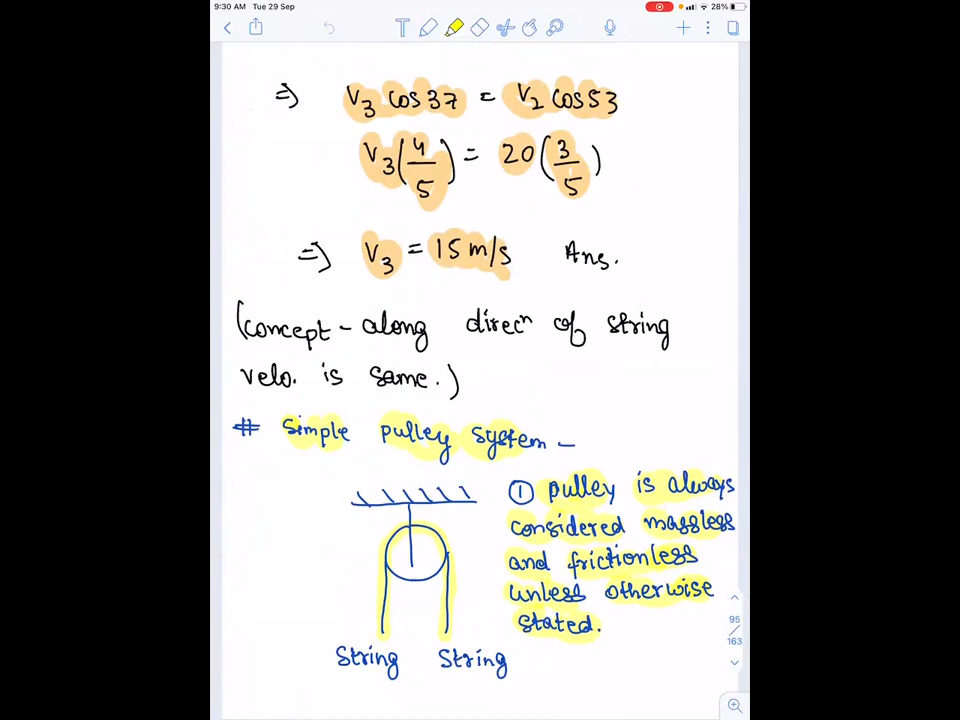 9:30 AM Tue 29 Sep
28%
T
⇒ V3 cos 37 = V2 cos 53
V3 (4/5) = 20 (3/5)
⇒ V3 = 15 m/s Ans.
(concept - along direcⁿ of string
velo. is same.)
# Simple pulley system -
① pulley is always
considered massless
and frictionless
unless otherwise
stated.
String String
95
/
163